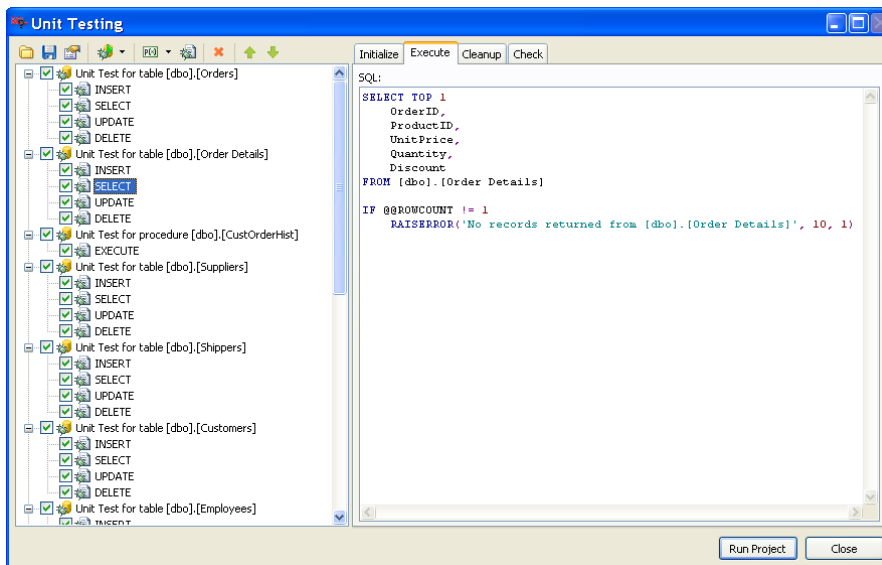 Unit Testing
P(i)
Initialize Execute Cleanup Check
Unit Test for table [dbo].[Orders]
INSERT
SELECT
UPDATE
DELETE
Unit Test for table [dbo].[Order Details]
INSERT
SELECT
UPDATE
DELETE
Unit Test for procedure [dbo].[CustOrderHist]
EXECUTE
Unit Test for table [dbo].[Suppliers]
INSERT
SELECT
UPDATE
DELETE
Unit Test for table [dbo].[Shippers]
INSERT
SELECT
UPDATE
DELETE
Unit Test for table [dbo].[Customers]
INSERT
SELECT
UPDATE
DELETE
Unit Test for table [dbo].[Employees]
INSERT
SQL:
SELECT TOP 1
OrderID,
ProductID,
UnitPrice,
Quantity,
Discount
FROM [dbo].[Order Details]
IF @@ROWCOUNT != 1
RAISERROR('No records returned from [dbo].[Order Details]', 10, 1)
Run Project Close